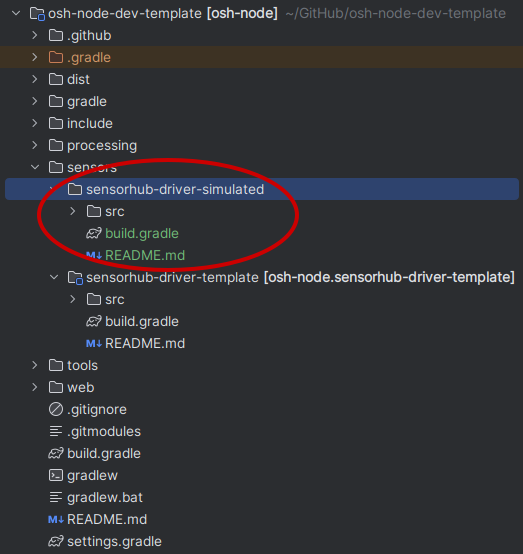 osh-node-dev-template [osh-node] ~/GitHub/osh-node-dev-template
.github
.gradle
dist
gradle
include
processing
sensors
sensorhub-driver-simulated
src
build.gradle
M↓ README.md
sensorhub-driver-template [osh-node.sensorhub-driver-template]
src
build.gradle
M↓ README.md
tools
web
.gitignore
.gitmodules
build.gradle
gradlew
gradlew.bat
M↓ README.md
settings.gradle